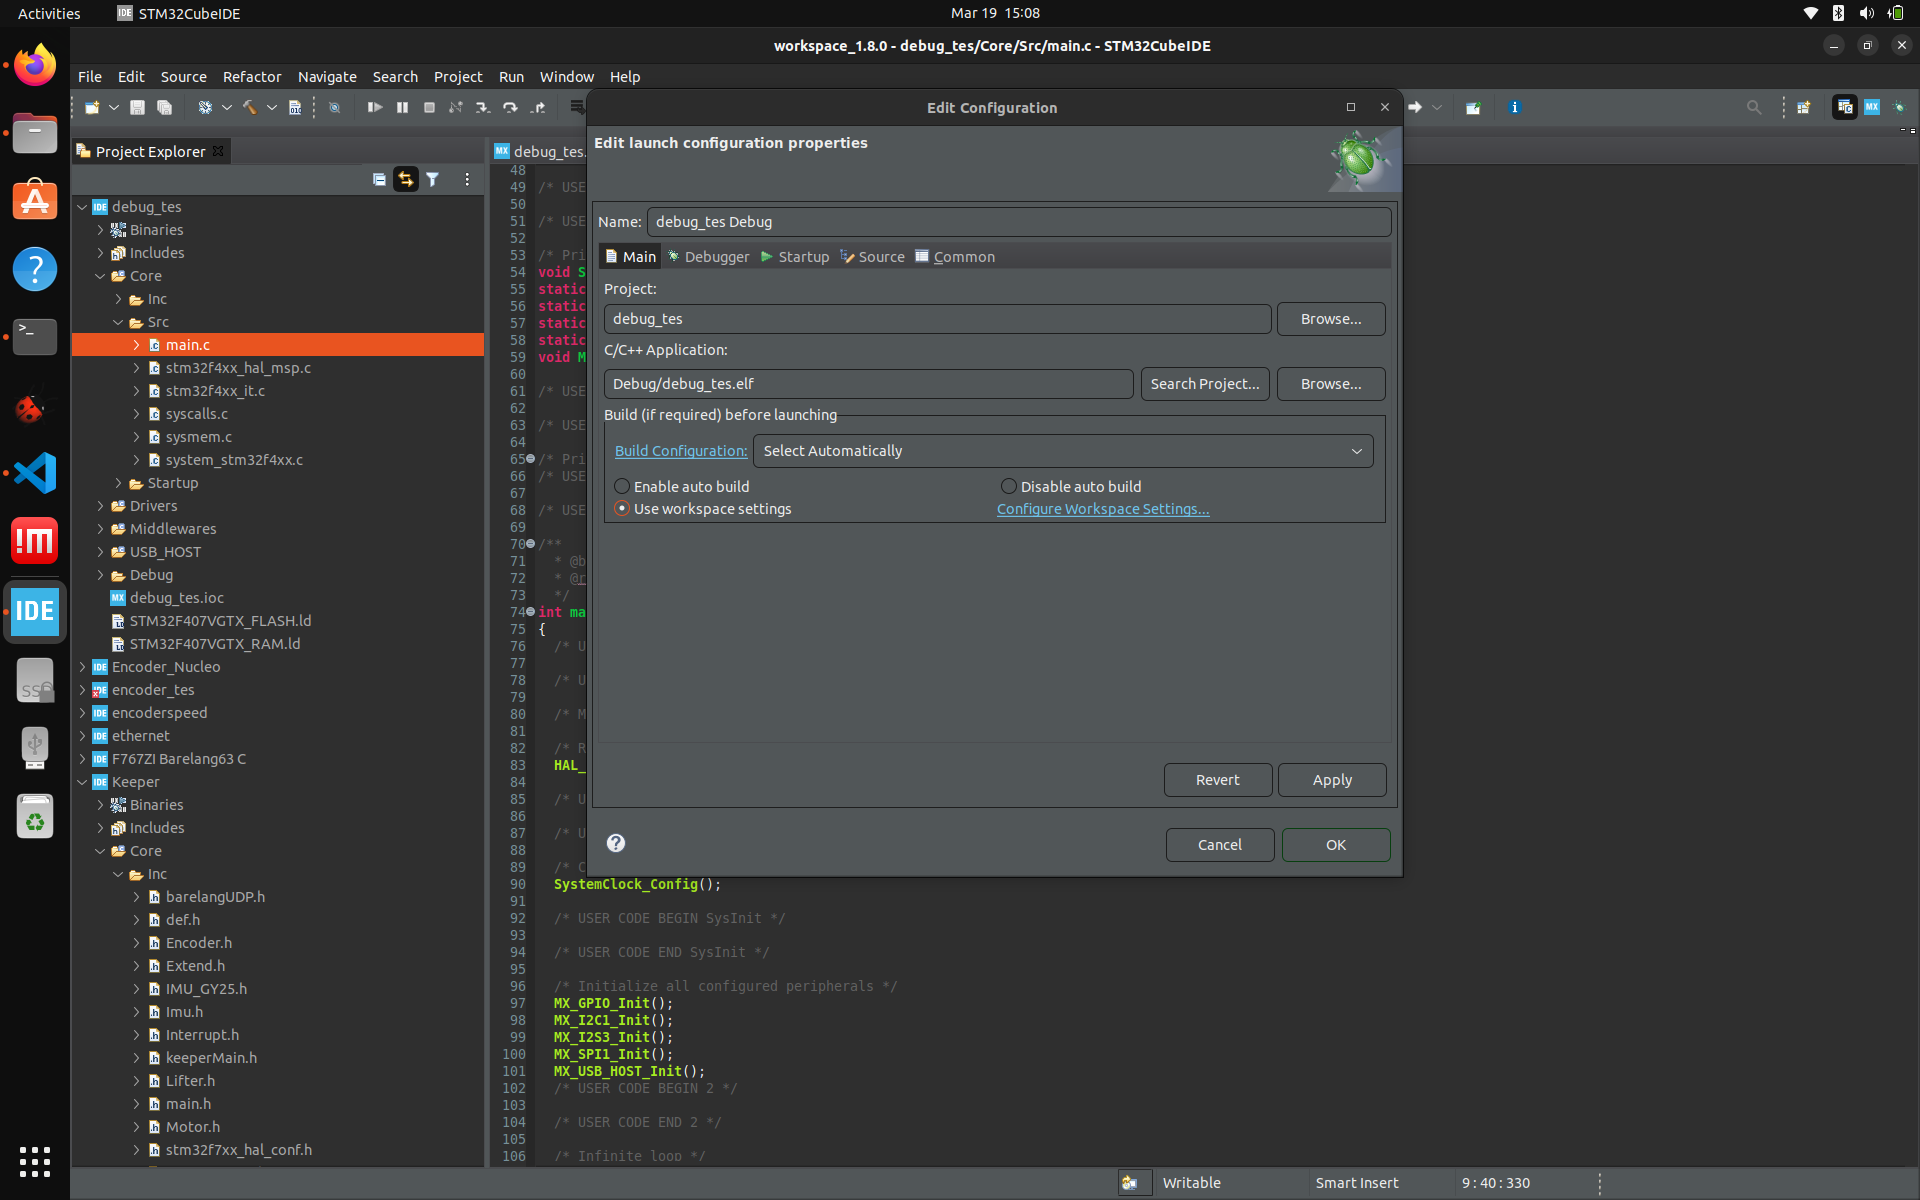 Activities
STM32CubeIDE
Mar 19 15:08
workspace_1.8.0 - debug_tes/Core/Src/main.c - STM32CubeIDE
File Edit Source Refactor Navigate Search Project Run Window Help
Project Explorer
debug_tes
Binaries
Includes
Core
Inc
Src
main.c
stm32f4xx_hal_msp.c
stm32f4xx_it.c
syscalls.c
sysmem.c
system_stm32f4xx.c
Startup
Drivers
Middlewares
USB_HOST
Debug
debug_tes.ioc
STM32F407VGTX_FLASH.ld
STM32F407VGTX_RAM.ld
Encoder_Nucleo
encoder_tes
encoderspeed
ethernet
F767ZI Barelang63 C
Keeper
Binaries
Includes
Core
Inc
barelangUDP.h
def.h
Encoder.h
Extend.h
IMU_GY25.h
Imu.h
Interrupt.h
keeperMain.h
Lifter.h
main.h
Motor.h
stm32f7xx_hal_conf.h
debug_tes.
48
49 /* USE
50
51 /* USE
52
53 /* Pri
54 void S
55 static
56 static
57 static
58 static
59 void M
60
61 /* USE
62
63 /* USE
64
65 /* Pri
66 /* USE
67
68 /* USE
69
70 /**
71 * @b
72 * @r
73 */
74 int ma
75 {
76 /* U
77
78 /* U
79
80 /* M
81
82 /* R
83 HAL_
84
85 /* U
86
87 /* U
88
89 /* C
90 SystemClock_Config();
91
92 /* USER CODE BEGIN SysInit */
93
94 /* USER CODE END SysInit */
95
96 /* Initialize all configured peripherals */
97 MX_GPIO_Init();
98 MX_I2C1_Init();
99 MX_I2S3_Init();
100 MX_SPI1_Init();
101 MX_USB_HOST_Init();
102 /* USER CODE BEGIN 2 */
103
104 /* USER CODE END 2 */
105
106 /* Infinite loop */
Edit Configuration
Edit launch configuration properties
Name: debug_tes Debug
Main Debugger Startup Source Common
Project:
debug_tes Browse...
C/C++ Application:
Debug/debug_tes.elf Search Project... Browse...
Build (if required) before launching
Build Configuration: Select Automatically
Enable auto build Disable auto build
Use workspace settings Configure Workspace Settings...
Revert Apply
Cancel OK
Writable Smart Insert 9:40:330
IDE
SSD
!m
MX